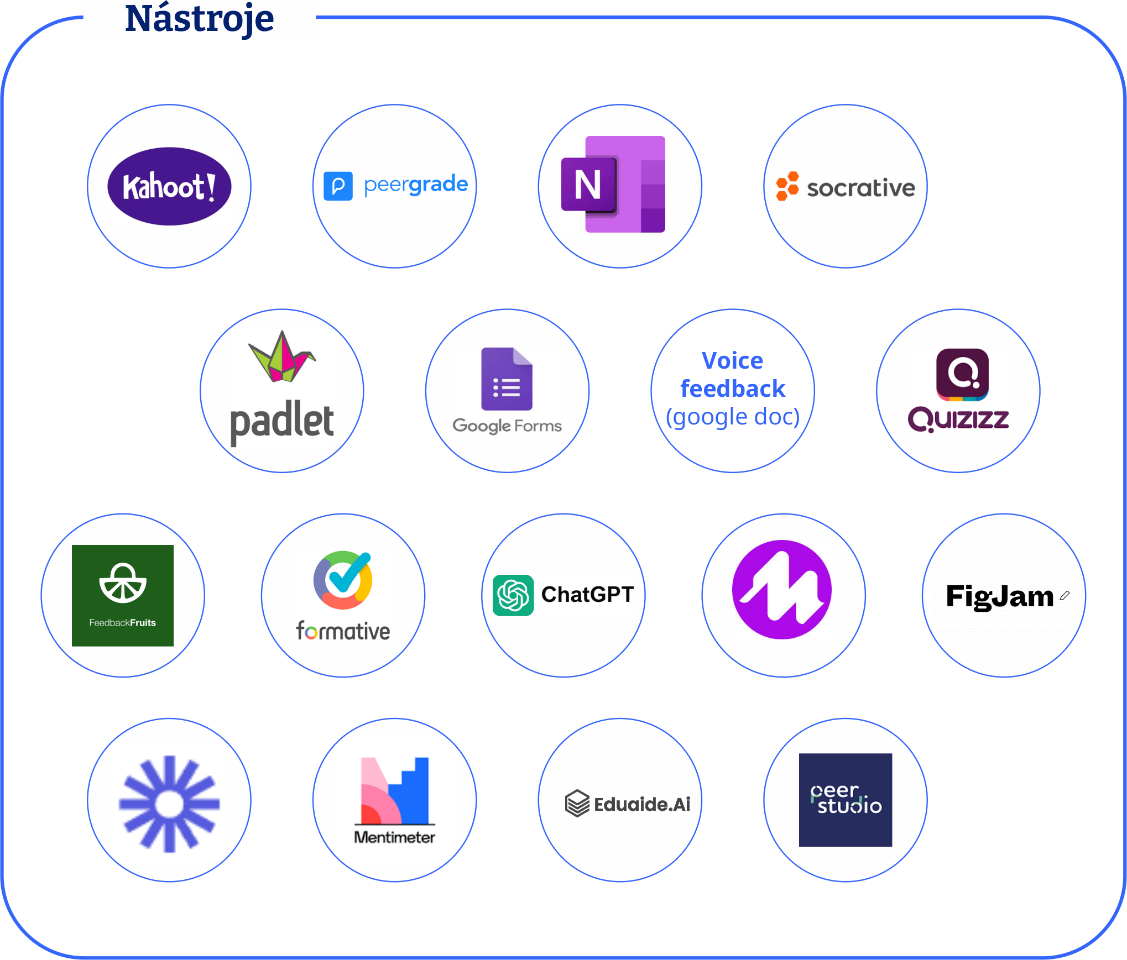 Nástroje
Kahoot!
peergrade
N
socrative
padlet
Google Forms
Voice
feedback
(google doc)
Quizizz
FeedbackFruits
formative
ChatGPT
FigJam
Mentimeter
Eduaide.Ai
peer
studio